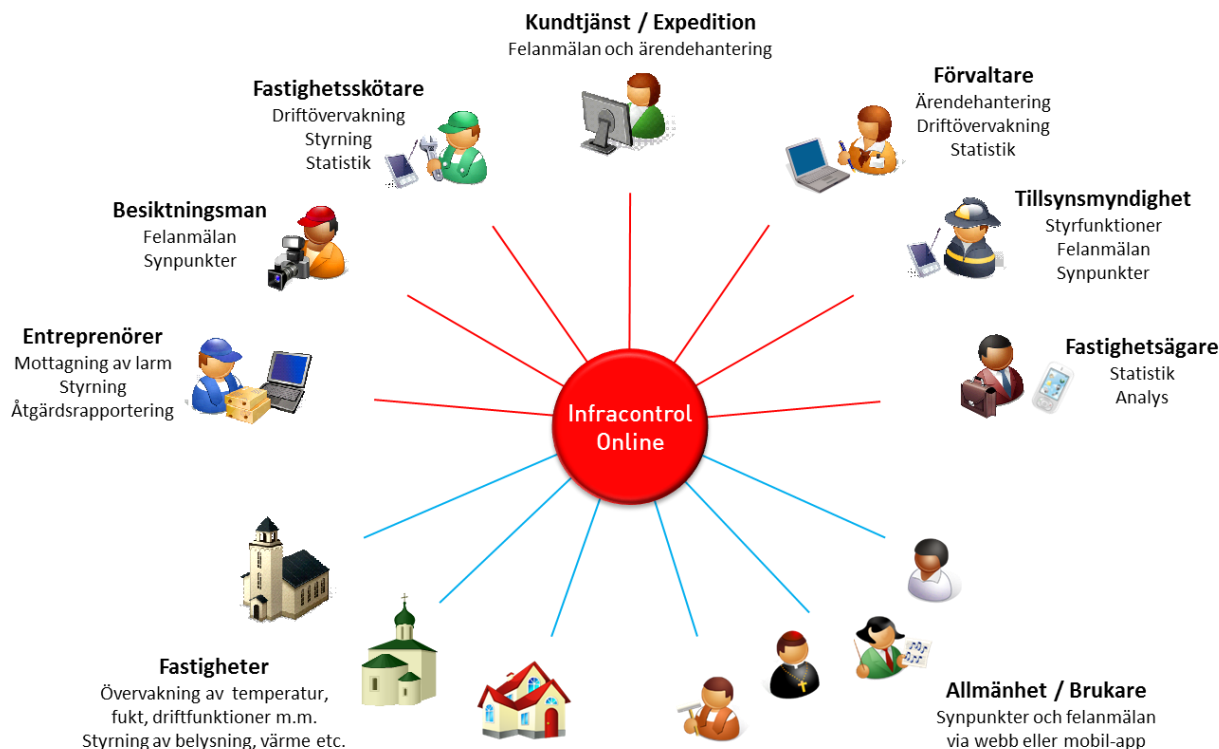 Kundtjänst / Expedition
Felanmälan och ärendehantering
Fastighetsskötare
Driftövervakning
Styrning
Statistik
Förvaltare
Ärendehantering
Driftövervakning
Statistik
Besiktningsman
Felanmälan
Synpunkter
Tillsynsmyndighet
Styrfunktioner
Felanmälan
Synpunkter
Entreprenörer
Mottagning av larm
Styrning
Åtgärdsrapportering
Fastighetsägare
Statistik
Analys
Infracontrol
Online
Fastigheter
Övervakning av temperatur,
fukt, driftfunktioner m.m.
Styrning av belysning, värme etc.
Allmänhet / Brukare
Synpunkter och felanmälan
via webb eller mobil-app